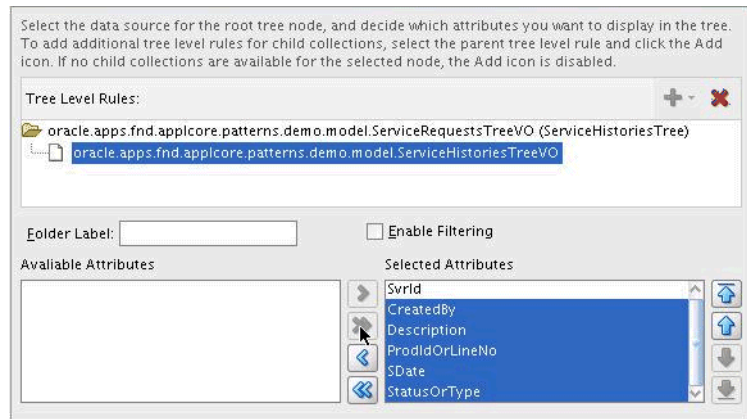 Select the data source for the root tree node, and decide which attributes you want to display in the tree.
To add additional tree level rules for child collections, select the parent tree level rule and click the Add
icon. If no child collections are available for the selected node, the Add icon is disabled.
Tree Level Rules:
oracle.apps.fnd.applcore.patterns.demo.model.ServiceRequestsTreeVO (ServiceHistoriesTree)
oracle.apps.fnd.applcore.patterns.demo.model.ServiceHistoriesTreeVO
Folder Label:
Enable Filtering
Avaliable Attributes
Selected Attributes
SvrId
CreatedBy
Description
ProdIdOrLineNo
SDate
StatusOrType